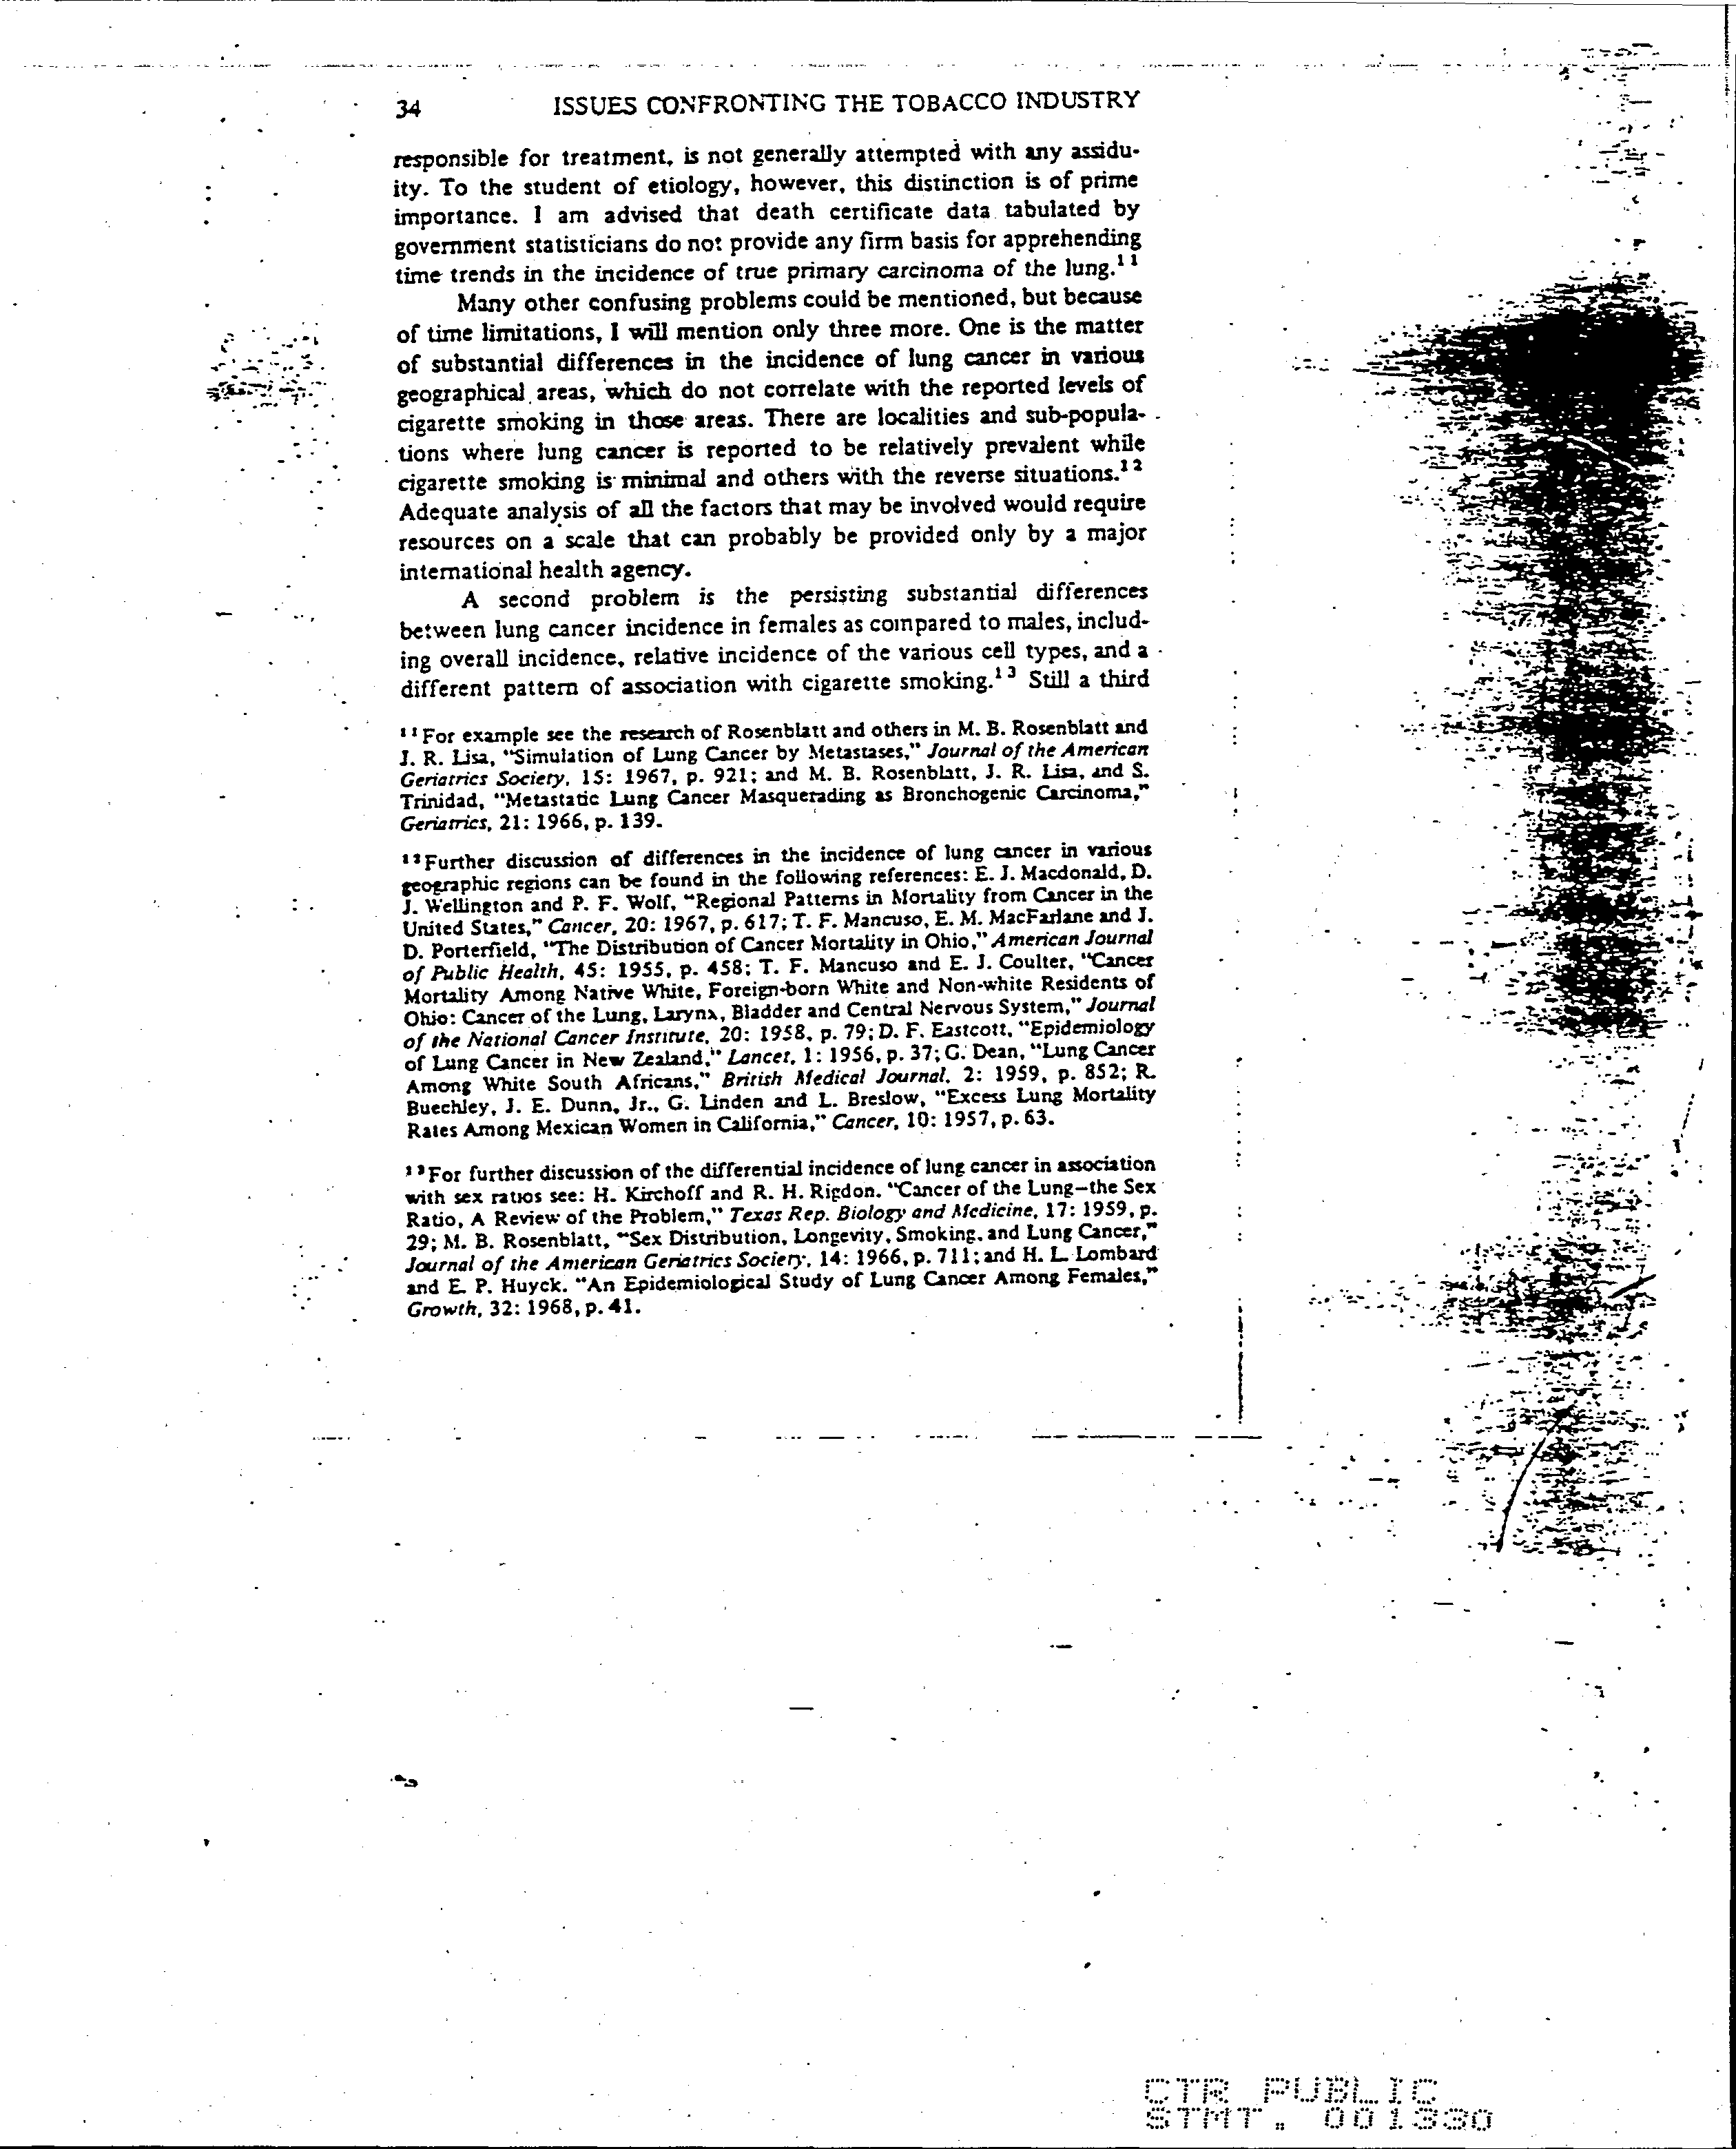 34 ISSUES CONFRONTING THE TOBACCO INDUSTRY
responsible for treatment, is not generally attempted with any assidu-
ity. To the student of etiology, however, this distinction is of prime
importance. I am advised that death certificate data tabulated by
government statisticians do not provide any firm basis for apprehending
time trends in the incidence of true primary carcinoma of the lung.¹¹
Many other confusing problems could be mentioned, but because
of time limitations, I will mention only three more. One is the matter
of substantial differences in the incidence of lung cancer in various
geographical areas, which do not correlate with the reported levels of
cigarette smoking in those areas. There are localities and sub-popula-
tions where lung cancer is reported to be relatively prevalent while
cigarette smoking is minimal and others with the reverse situations.¹²
Adequate analysis of all the factors that may be involved would require
resources on a scale that can probably be provided only by a major
international health agency.
A second problem is the persisting substantial differences
between lung cancer incidence in females as compared to males, includ-
ing overall incidence, relative incidence of the various cell types, and a
different pattern of association with cigarette smoking.¹³ Still a third
¹¹For example see the research of Rosenblatt and others in M. B. Rosenblatt and
J. R. Lisa, "Simulation of Lung Cancer by Metastases," Journal of the American
Geriatrics Society, 15: 1967, p. 921; and M. B. Rosenblatt, J. R. Lisa, and S.
Trinidad, "Metastatic Lung Cancer Masquerading as Bronchogenic Carcinoma,"
Geriatrics, 21: 1966, p. 139.
¹²Further discussion of differences in the incidence of lung cancer in various
geographic regions can be found in the following references: E. J. Macdonald, D.
J. Wellington and P. F. Wolf, "Regional Patterns in Mortality from Cancer in the
United States," Cancer, 20: 1967, p. 617; T. F. Mancuso, E. M. MacFarlane and J.
D. Porterfield, "The Distribution of Cancer Mortality in Ohio," American Journal
of Public Health, 45: 1955, p. 458; T. F. Mancuso and E. J. Coulter, "Cancer
Mortality Among Native White, Foreign-born White and Non-white Residents of
Ohio: Cancer of the Lung, Larynx, Bladder and Central Nervous System," Journal
of the National Cancer Institute, 20: 1958, p. 79; D. F. Eastcott, "Epidemiology
of Lung Cancer in New Zealand," Lancet, 1: 1956, p. 37; G. Dean, "Lung Cancer
Among White South Africans," British Medical Journal, 2: 1959, p. 852; R.
Buechley, J. E. Dunn, Jr., G. Linden and L. Breslow, "Excess Lung Mortality
Rates Among Mexican Women in California," Cancer, 10: 1957, p. 63.
¹³For further discussion of the differential incidence of lung cancer in association
with sex ratios see: H. Kirchoff and R. H. Rigdon. "Cancer of the Lung—the Sex
Ratio, A Review of the Problem," Texas Rep. Biology and Medicine, 17: 1959, p.
29; M. B. Rosenblatt, "Sex Distribution, Longevity, Smoking, and Lung Cancer,"
Journal of the American Geriatrics Society, 14: 1966, p. 711; and H. L. Lombard
and E. P. Huyck. "An Epidemiological Study of Lung Cancer Among Females,"
Growth, 32: 1968, p. 41.
CTR PUBLIC
STMT. 001330